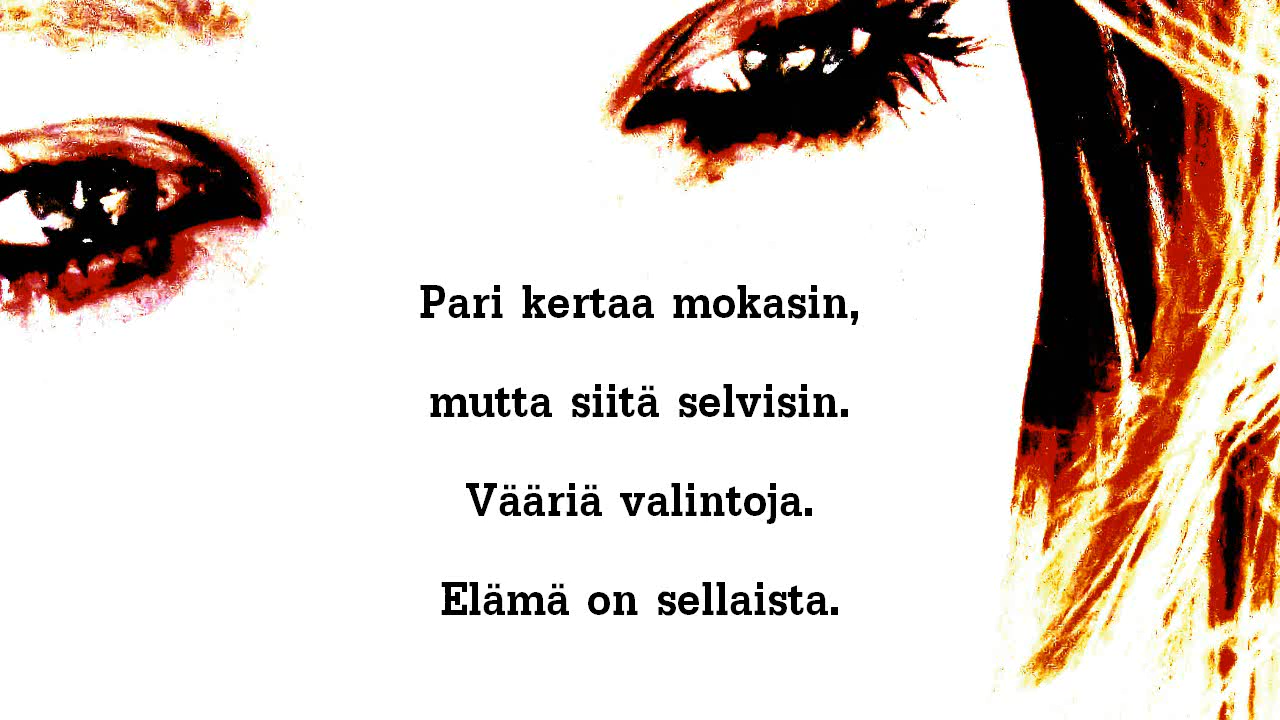 Pari kertaa mokasin,
mutta siitä selvisin.
Vääriä valintoja.
Elämä on sellaista.